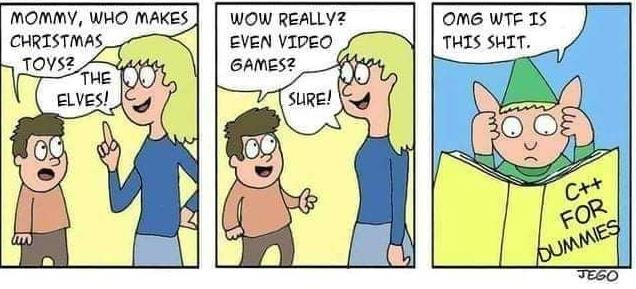 MOMMY, WHO MAKES
CHRISTMAS
TOYS?
THE
ELVES!
WOW REALLY?
EVEN VIDEO
GAMES?
SURE!
OMG WTF IS
THIS SHIT.
C++
FOR
DUMMIES
JEGO